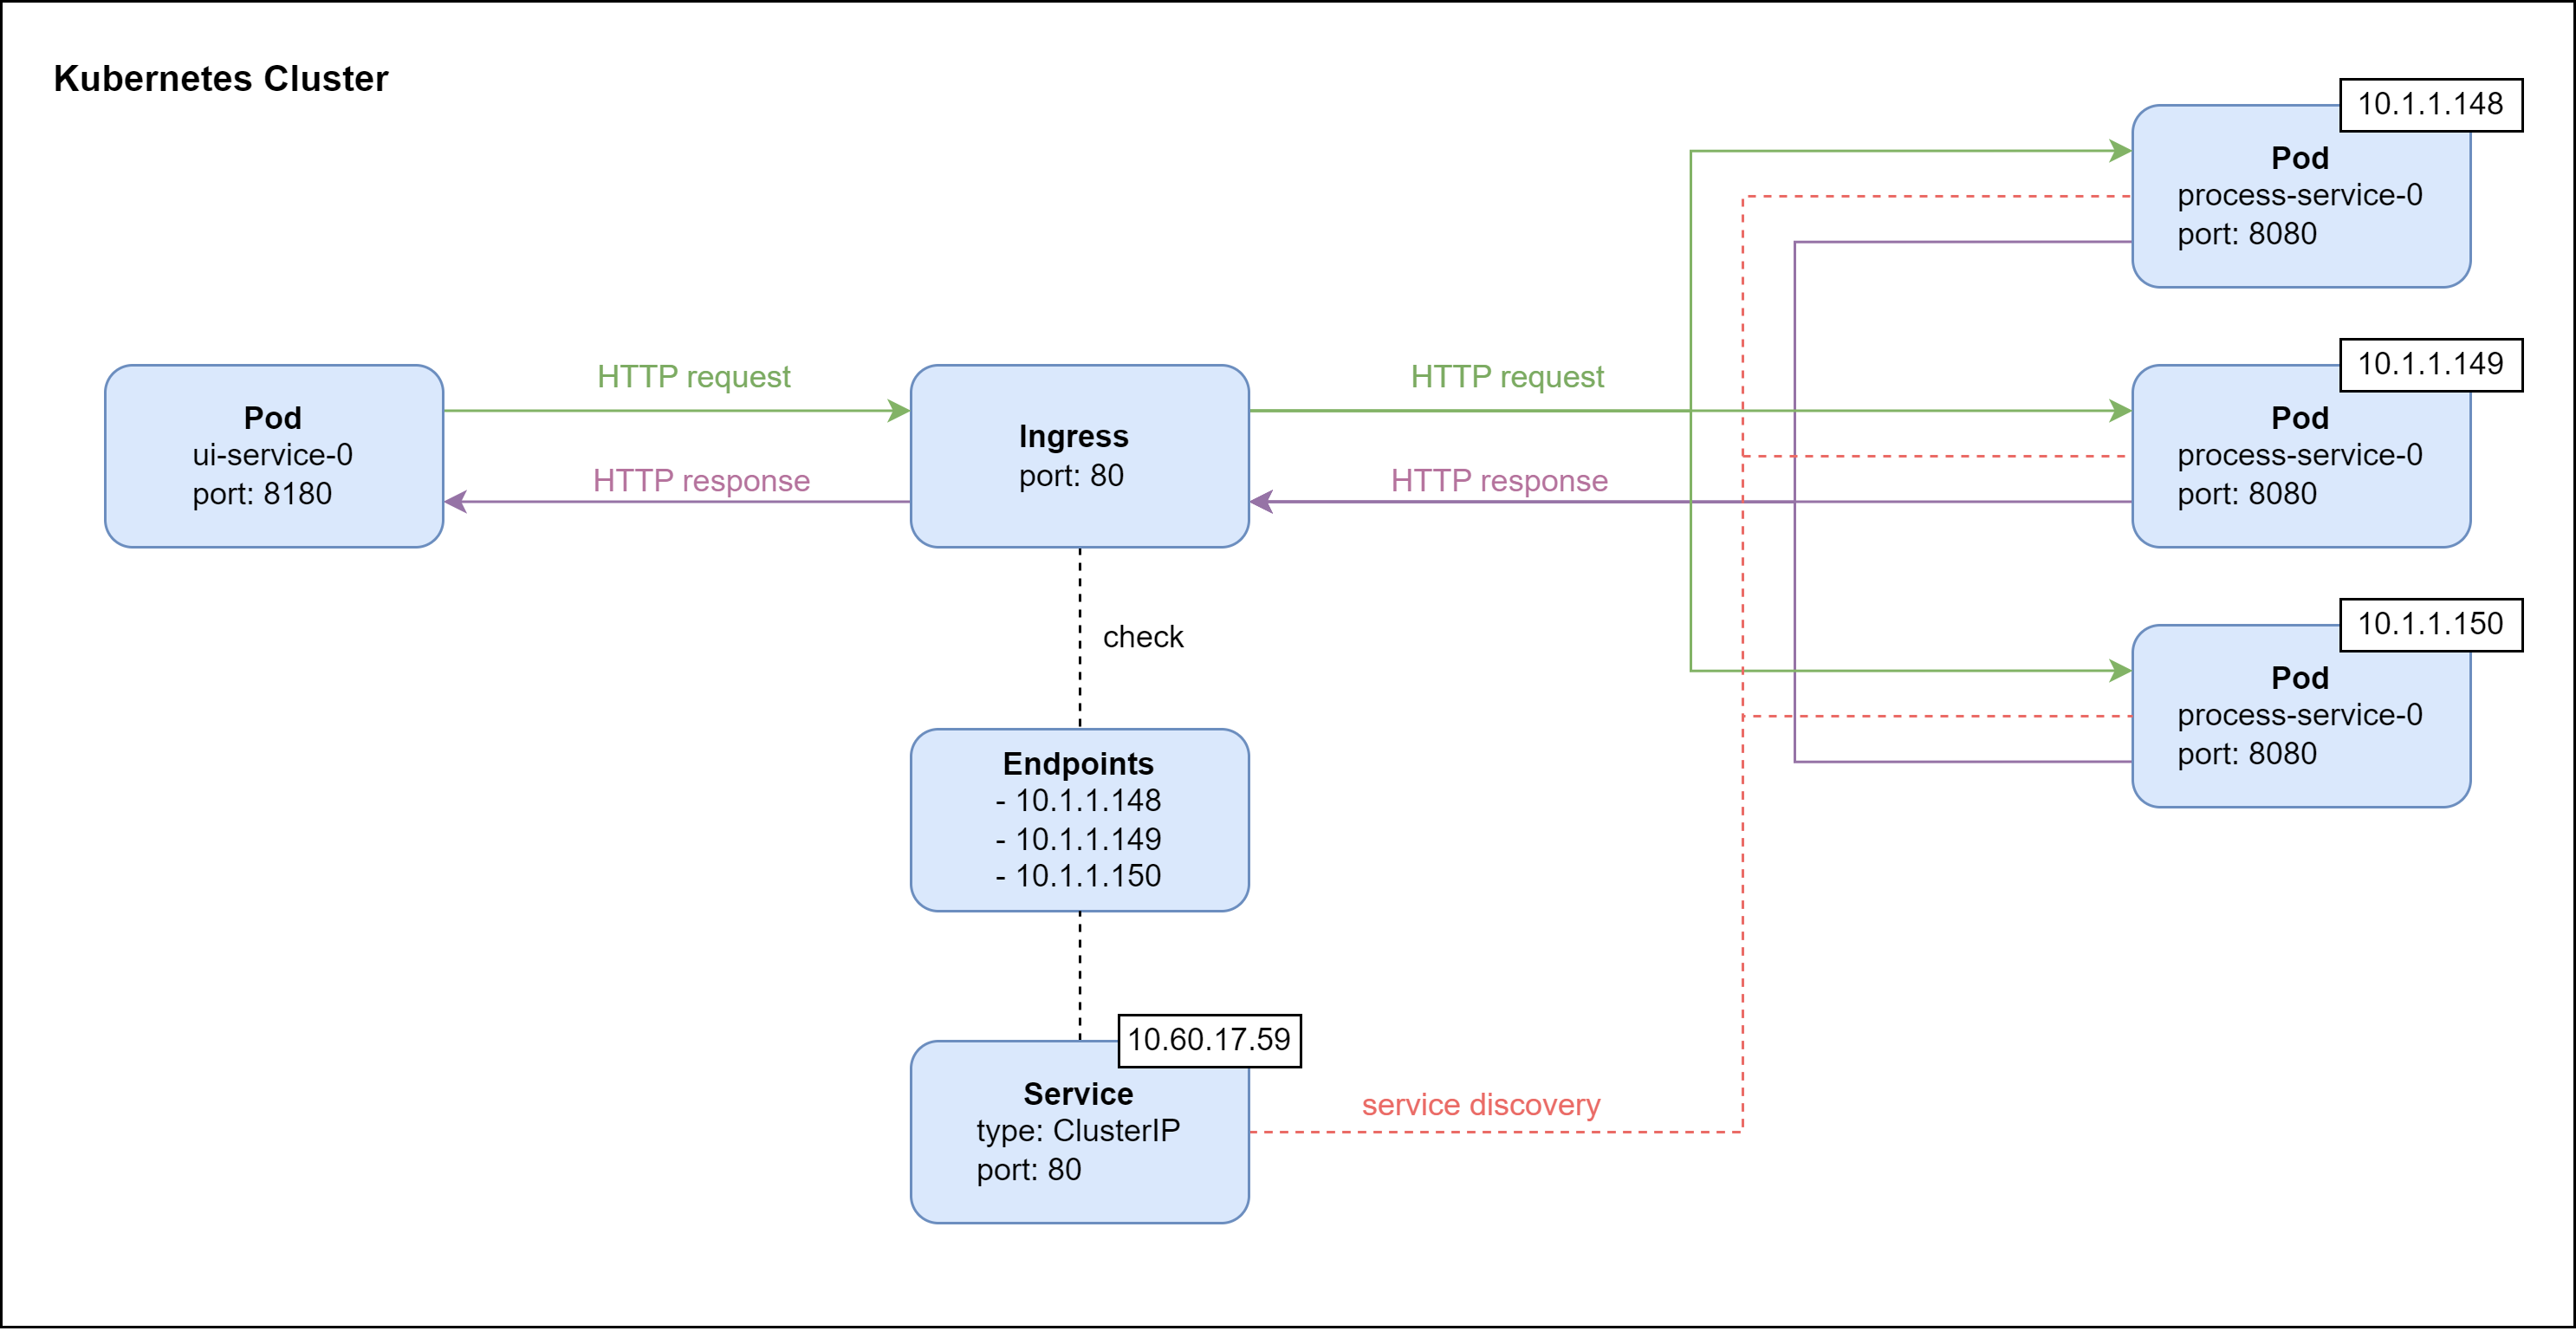 Kubernetes Cluster
10.1.1.148
Pod
process-service-0
port: 8080
10.1.1.149
Pod
process-service-0
port: 8080
10.1.1.150
Pod
process-service-0
port: 8080
Pod
ui-service-0
port: 8180
HTTP request
HTTP response
Ingress
port: 80
HTTP request
HTTP response
check
Endpoints
- 10.1.1.148
- 10.1.1.149
- 10.1.1.150
10.60.17.59
Service
type: ClusterIP
port: 80
service discovery